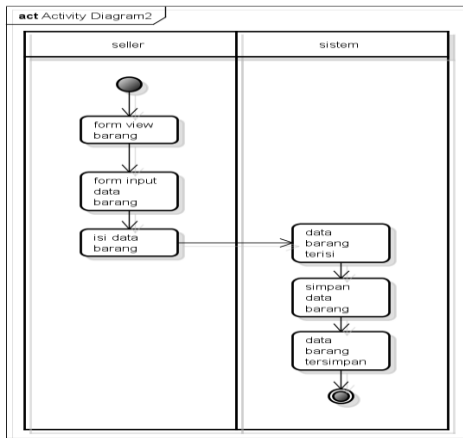 act Activity Diagram2
seller
sistem
form view
barang
form input
data
barang
isi data
barang
data
barang
terisi
simpan
data
barang
data
barang
tersimpan